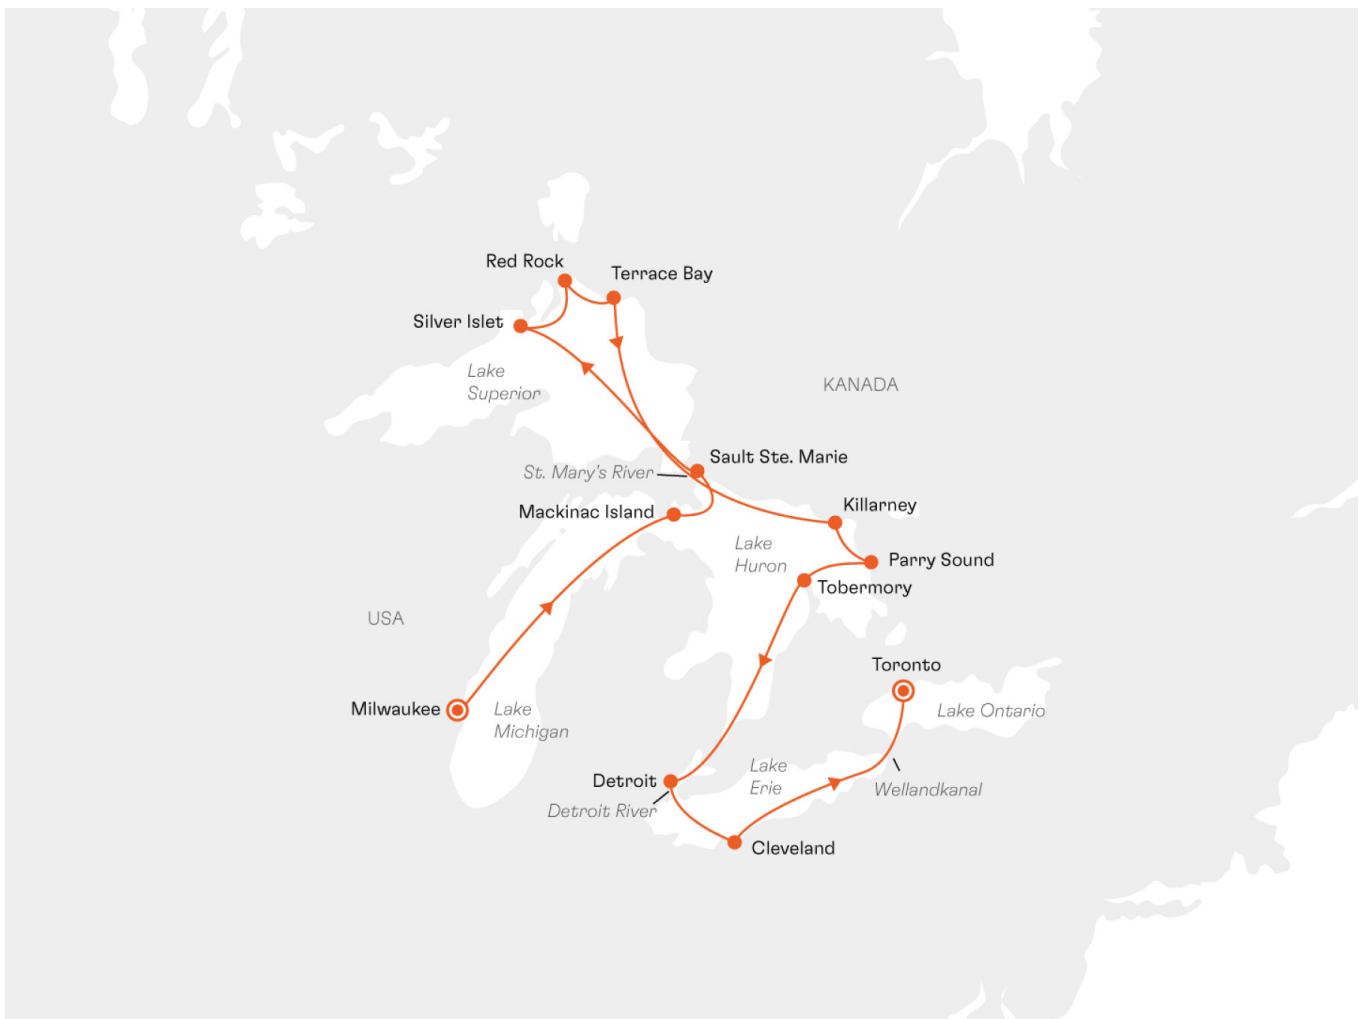 Red Rock
Terrace Bay
Silver Islet
Lake
Superior
KANADA
Sault Ste. Marie
St. Mary's River
Killarney
Mackinac Island
Lake
Huron
Parry Sound
Tobermory
USA
Toronto
Milwaukee
Lake
Michigan
Lake Ontario
Lake
Erie
Detroit
Wellandkanal
Detroit River
Cleveland